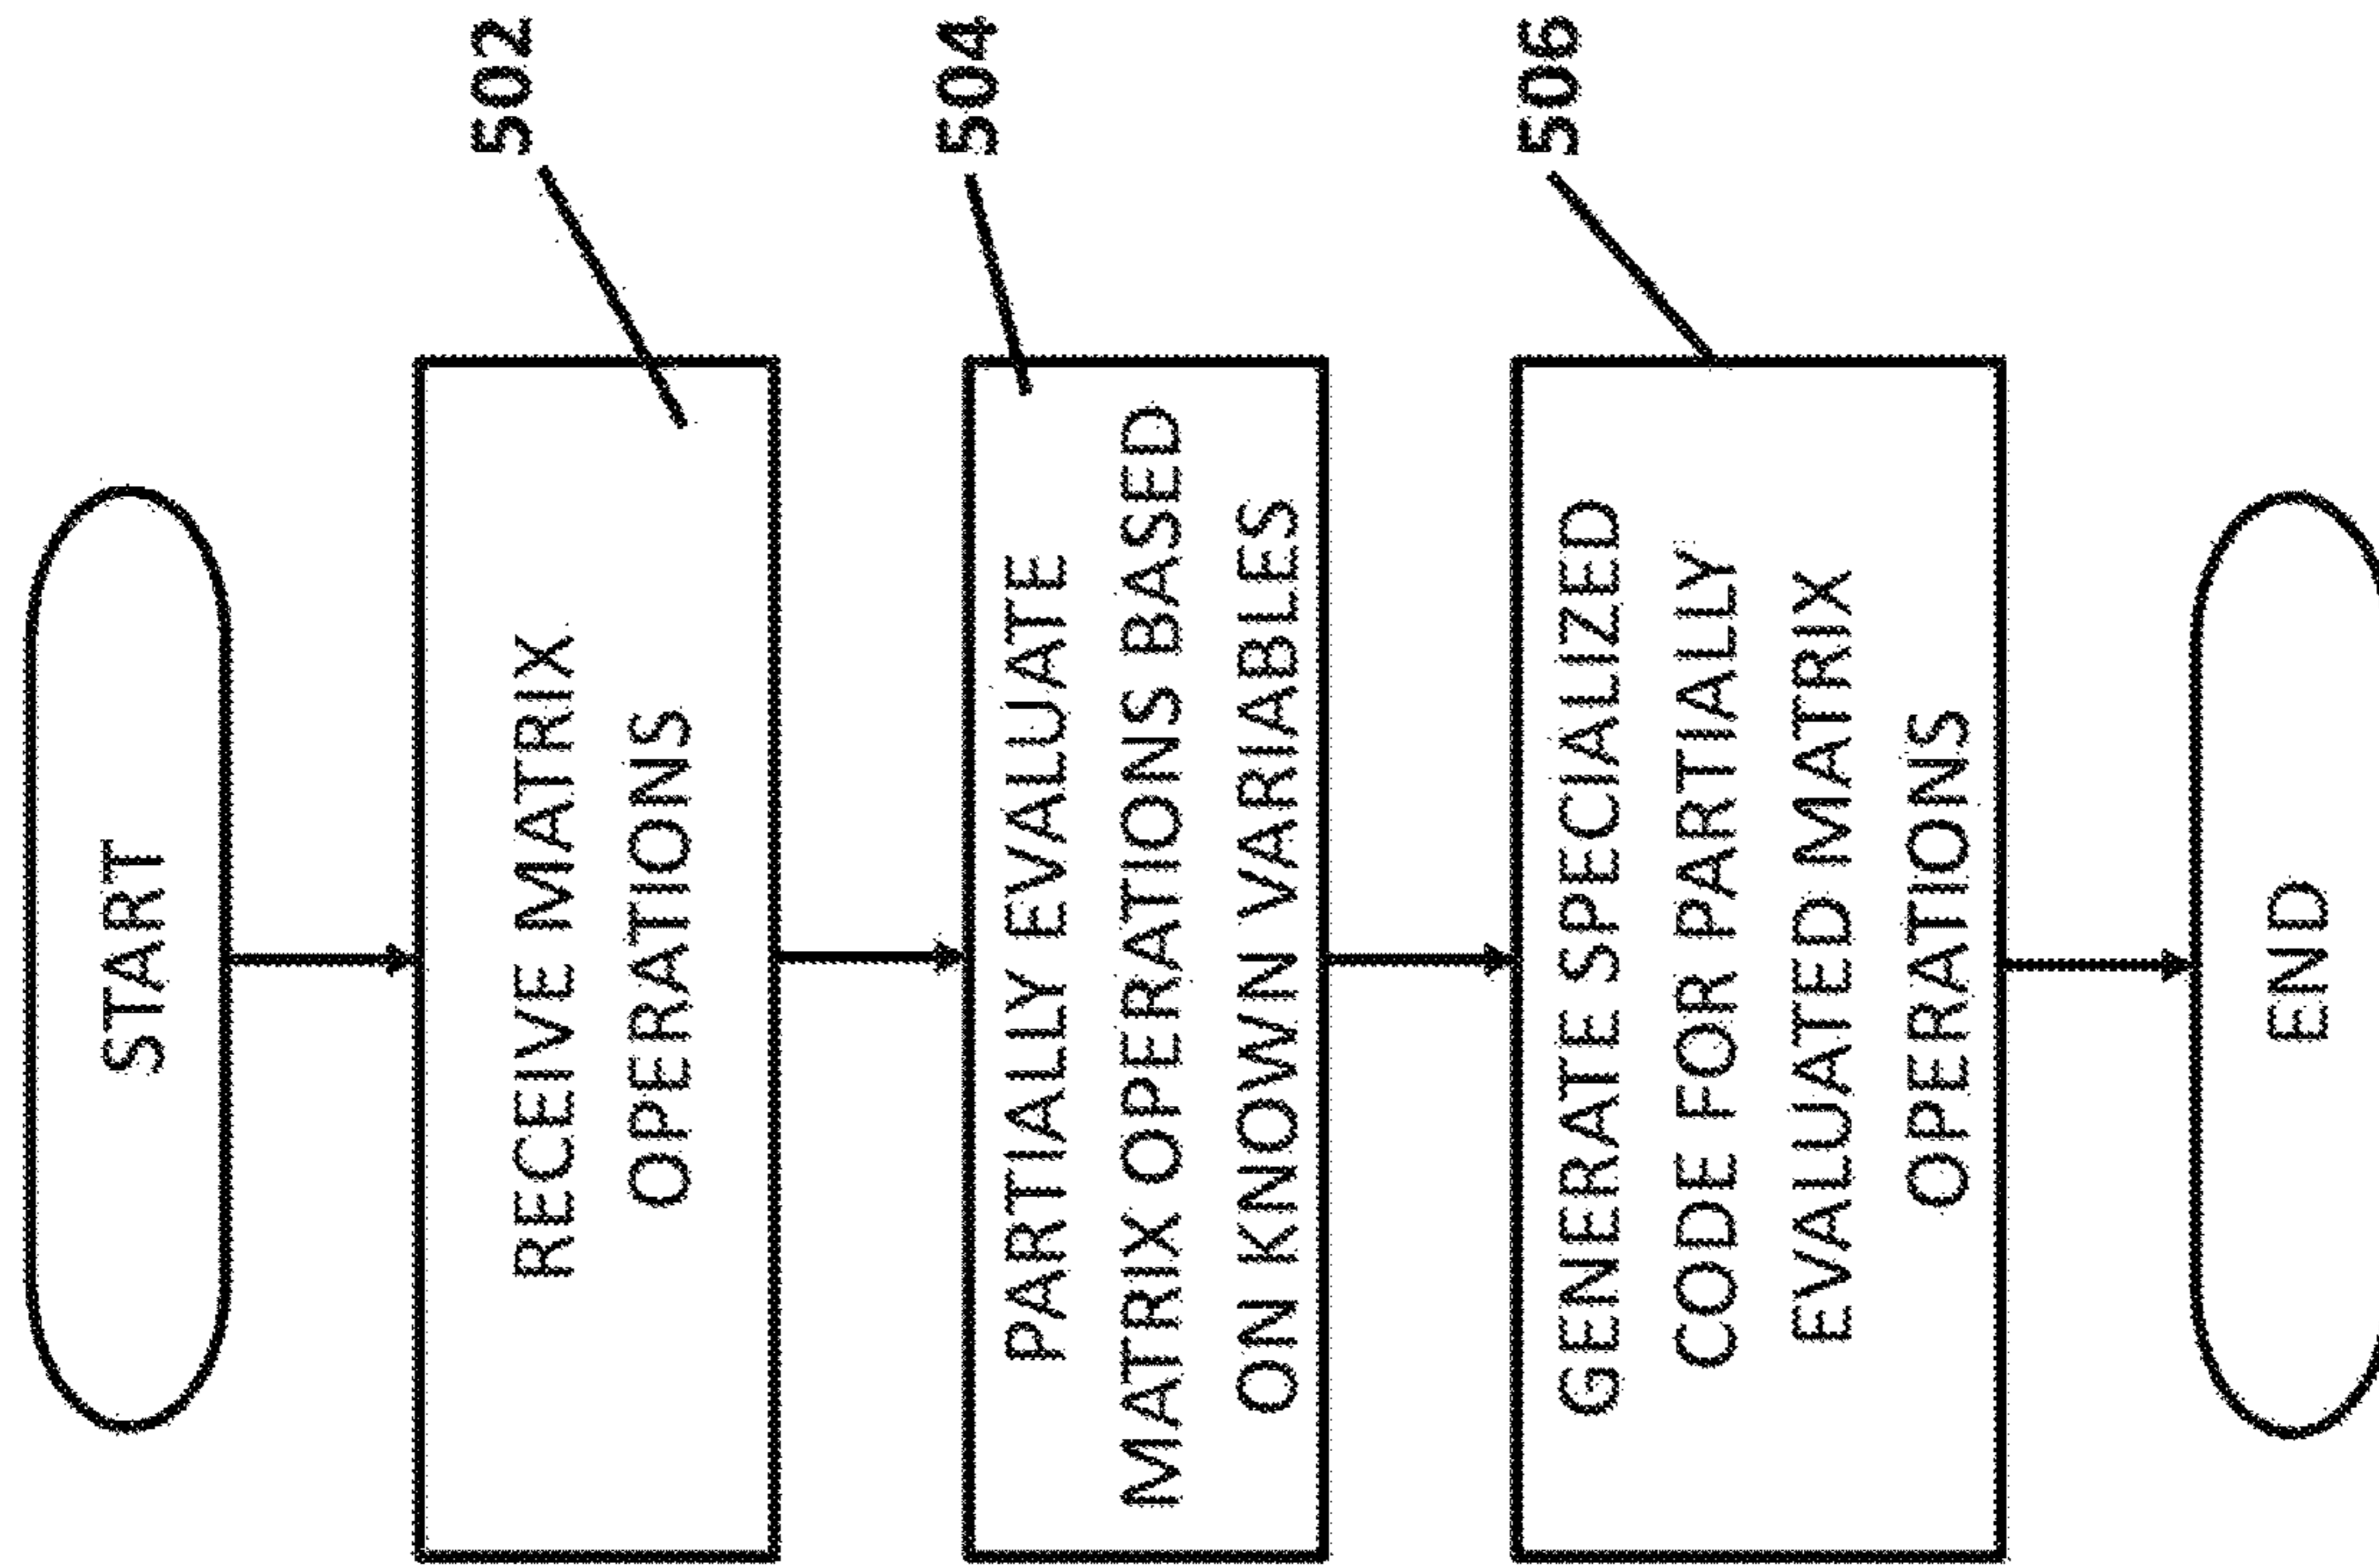 START
RECEIVE MATRIX
OPERATIONS
502
PARTIALLY EVALUATE
MATRIX OPERATIONS BASED
ON KNOWN VARIABLES
504
GENERATE SPECIALIZED
CODE FOR PARTIALLY
EVALUATED MATRIX
OPERATIONS
506
END